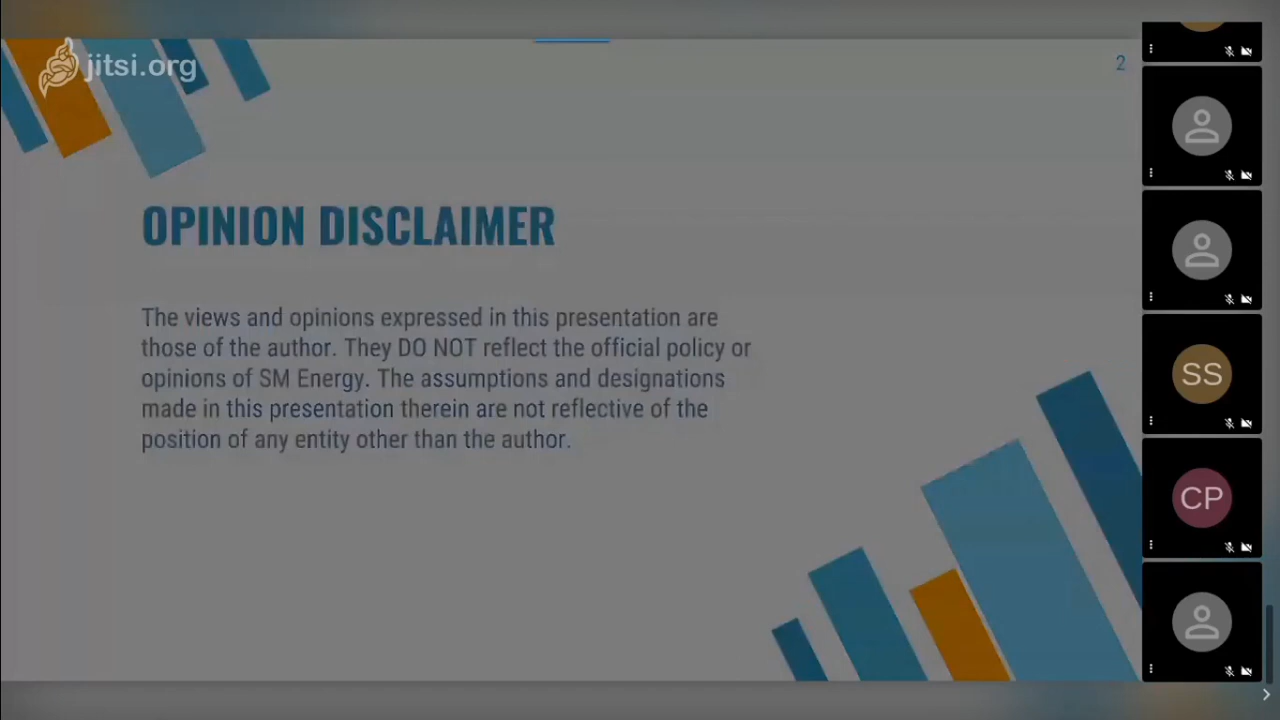 jitsi.org
2
OPINION DISCLAIMER
The views and opinions expressed in this presentation are
those of the author. They DO NOT reflect the official policy or
opinions of SM Energy. The assumptions and designations
made in this presentation therein are not reflective of the
position of any entity other than the author.
SS
CP